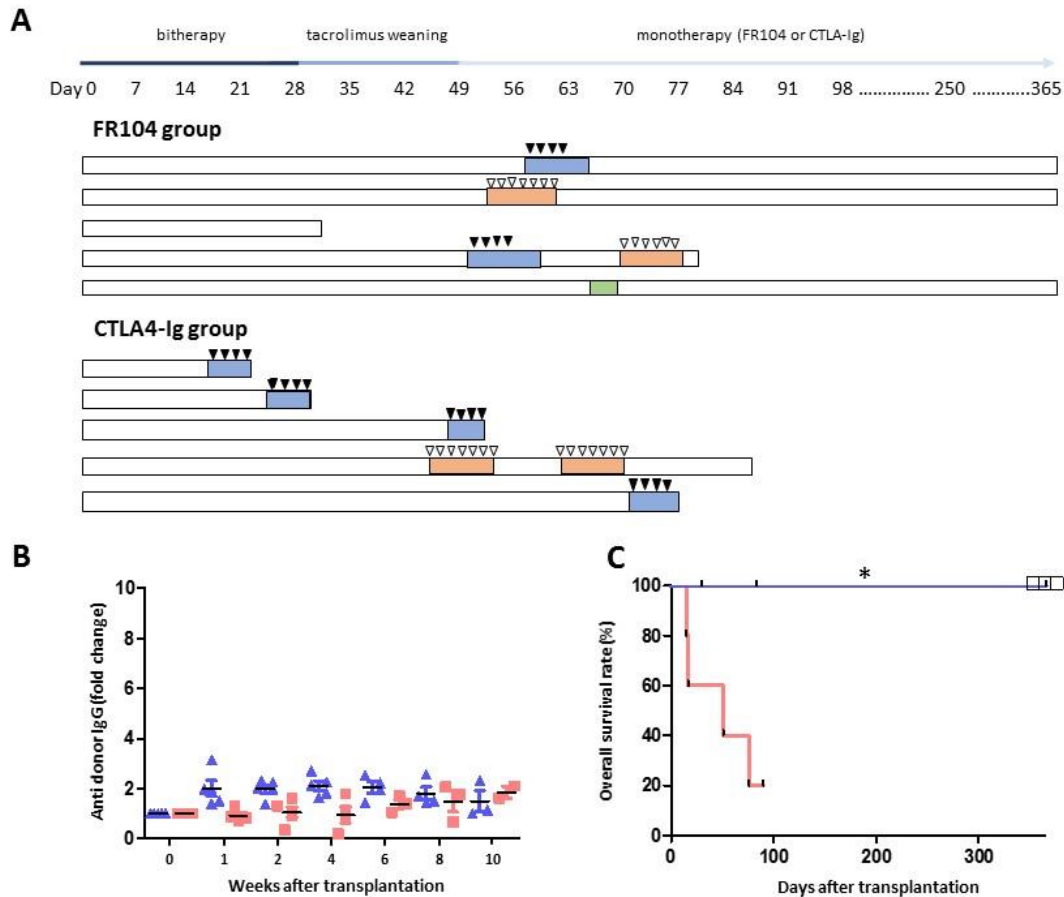 A
bitherapy tacrolimus weaning monotherapy (FR104 or CTLA-Ig)
Day 0 7 14 21 28 35 42 49 56 63 70 77 84 91 98 ............... 250 ............365
FR104 group
CTLA4-Ig group
B
10
8
6
4
2
0
Anti donor IgG (fold change)
0 1 2 4 6 8 10
Weeks after transplantation
C
*
100
80
60
40
20
0
Overall survival rate (%)
0 100 200 300
Days after transplantation